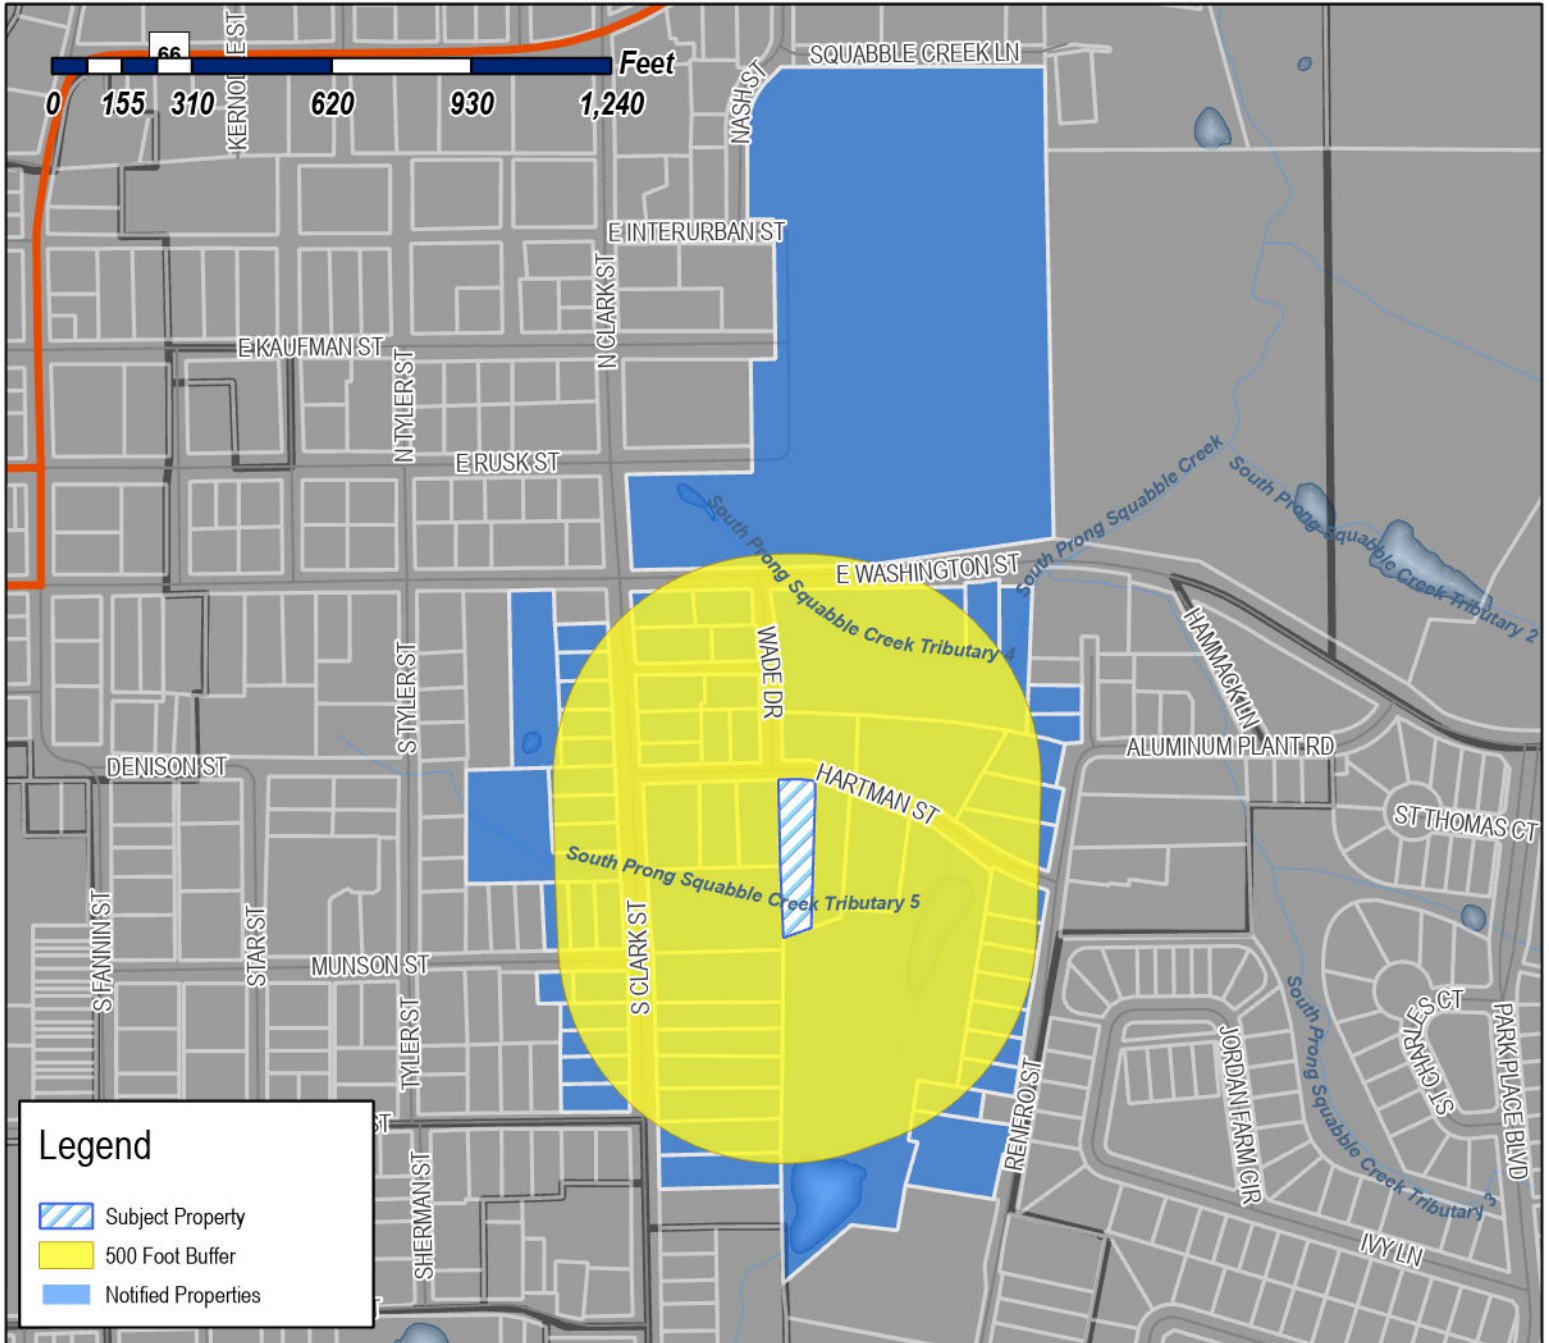 SQUABBLE CREEK LN
66
Feet
0 155 310 620 930 1,240
KERNODLE ST
NASH ST
E INTERURBAN ST
N CLARK ST
E KAUFMAN ST
N TYLER ST
E RUSK ST
South Prong Squabble Creek
South Prong Squabble Creek Tributary 2
South Prong Squabble Creek Tributary 4
E WASHINGTON ST
HAMMACK LN
WADE DR
S TYLER ST
ALUMINUM PLANT RD
DENISON ST
HARTMAN ST
ST THOMAS CT
South Prong Squabble Creek Tributary 5
S FANNIN ST
STAR ST
S CLARK ST
MUNSON ST
TYLER ST
ST CHARLES CT
ST
PARK PLACE BLVD
JORDAN FARM CIR
South Prong Squabble Creek Tributary 3
RENFRO ST
ST
SHERMAN ST
IVY LN
Legend
Subject Property
500 Foot Buffer
Notified Properties